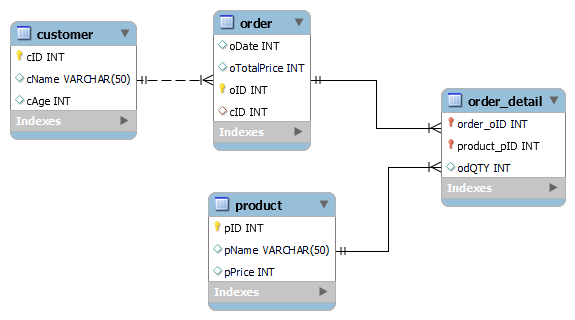 customer
cID INT
cName VARCHAR(50)
cAge INT
Indexes
order
oDate INT
oTotalPrice INT
oID INT
cID INT
Indexes
order_detail
order_oID INT
product_pID INT
odQTY INT
Indexes
product
pID INT
pName VARCHAR(50)
pPrice INT
Indexes